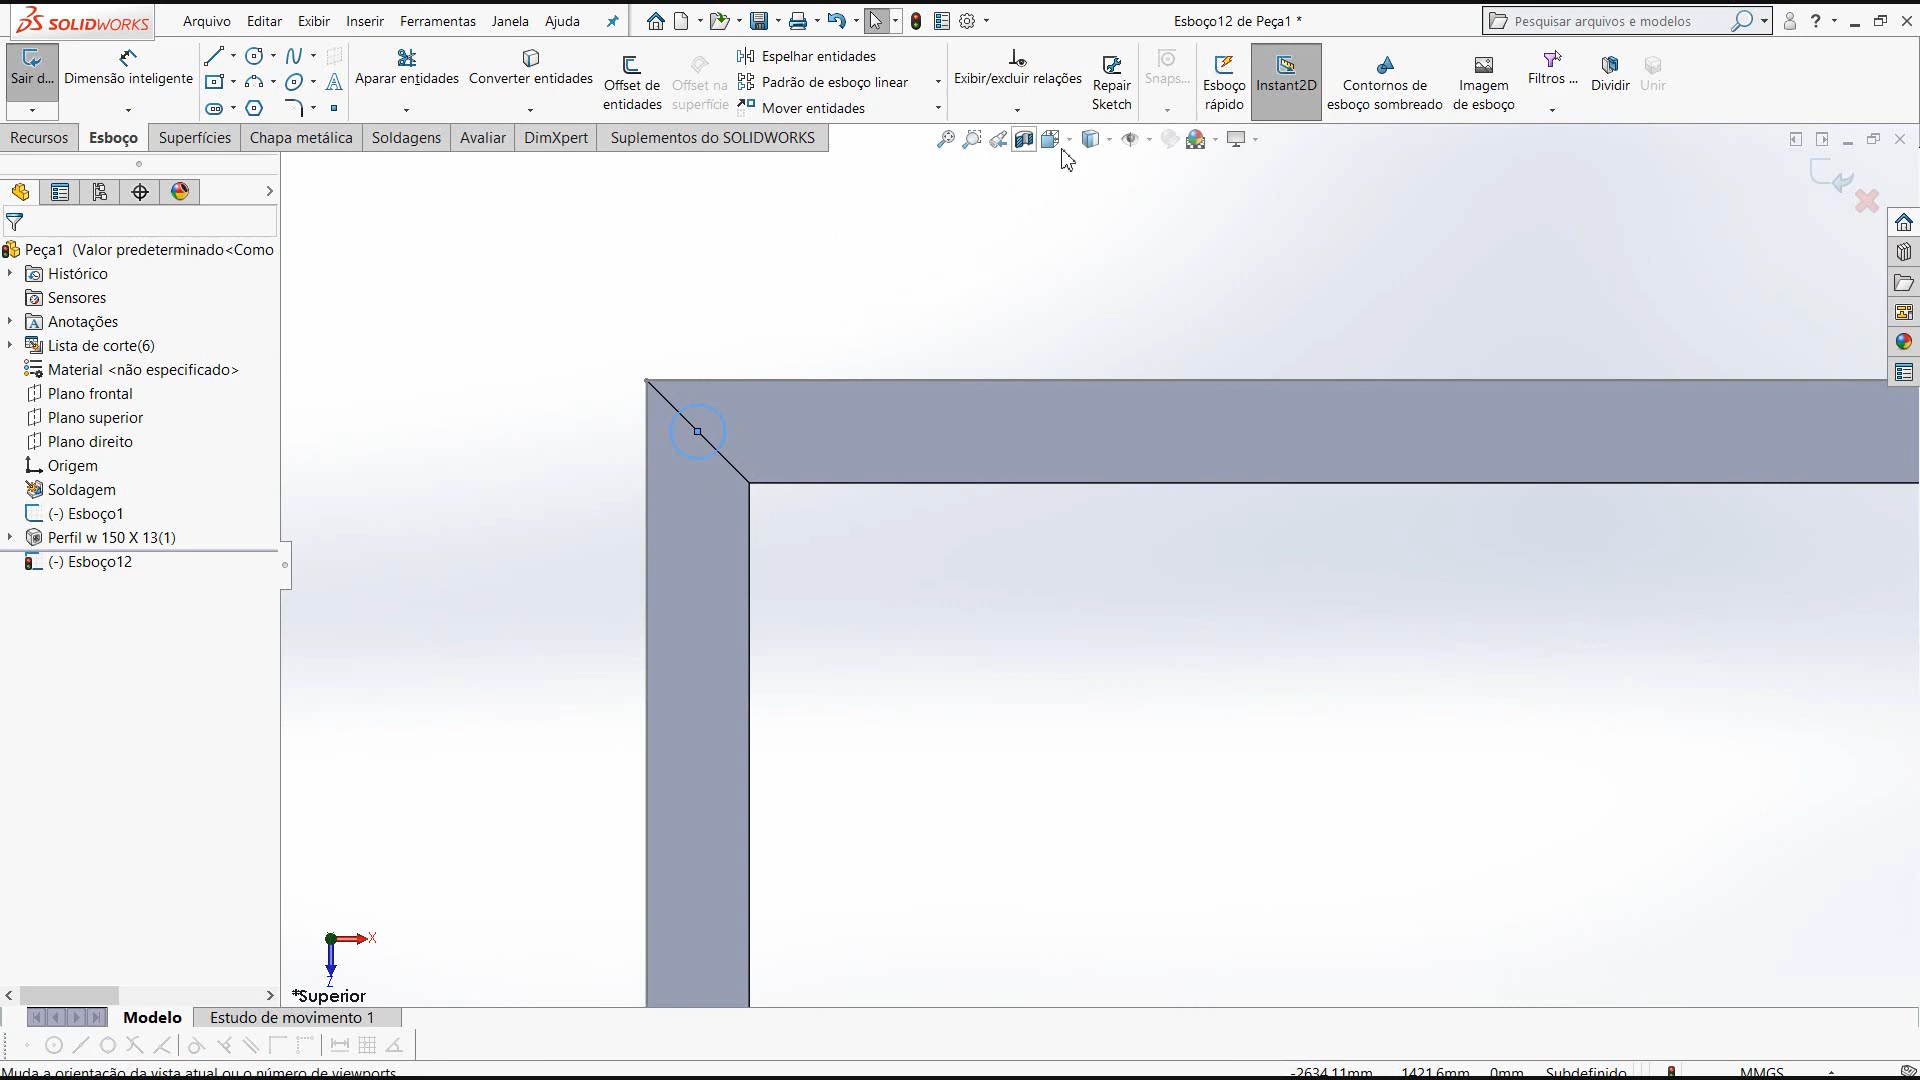 SOLIDWORKS
Arquivo Editar Exibir Inserir Ferramentas Janela Ajuda
Esboço12 de Peça1 *
Pesquisar arquivos e modelos
Sair d...
Dimensão inteligente
Aparar entidades
Converter entidades
Offset de
entidades
Offset na
superfície
Espelhar entidades
Padrão de esboço linear
Mover entidades
Exibir/excluir relações
Repair
Sketch
Snaps...
Esboço
rápido
Instant2D
Contornos de
esboço sombreado
Imagem
de esboço
Filtros ...
Dividir
Unir
Recursos Esboço Superfícies Chapa metálica Soldagens Avaliar DimXpert Suplementos do SOLIDWORKS
Peça1 (Valor predeterminado<Como
Histórico
Sensores
Anotações
Lista de corte(6)
Material <não especificado>
Plano frontal
Plano superior
Plano direito
Origem
Soldagem
(-) Esboço1
Perfil w 150 X 13(1)
(-) Esboço12
X
Z
*Superior
Modelo Estudo de movimento 1
Muda a orientação da vista atual ou o número de viewports.
-2634.11mm 1421.6mm 0mm Subdefinido MMGS